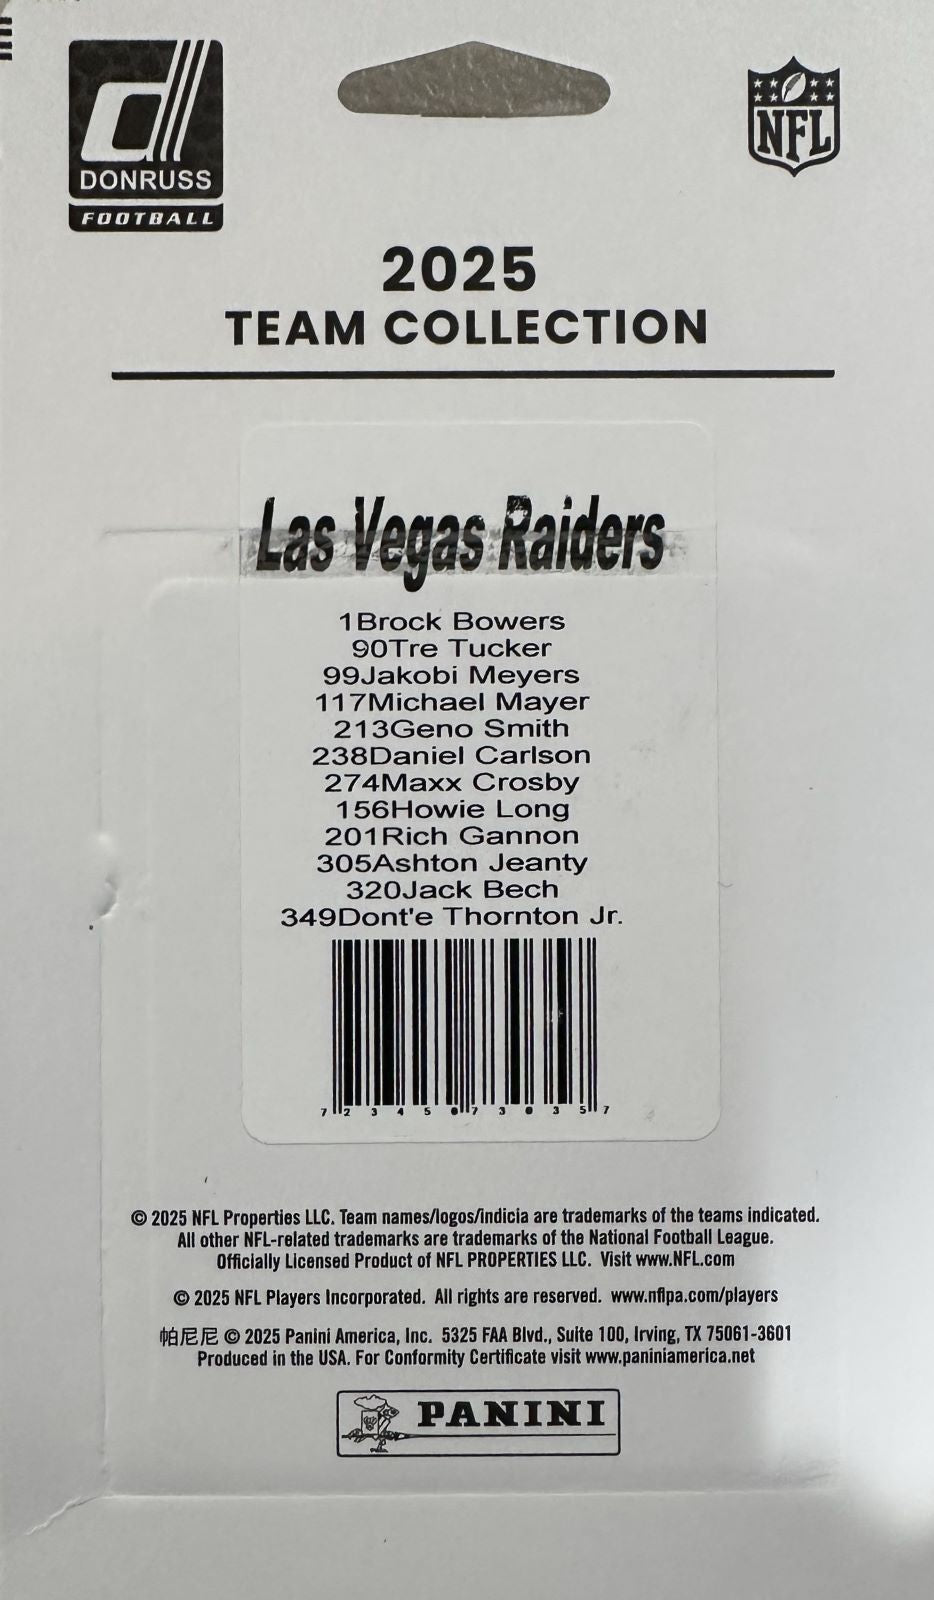 DONRUSS
FOOTBALL
NFL
2025
TEAM COLLECTION
Las Vegas Raiders
1Brock Bowers
90Tre Tucker
99Jakobi Meyers
117Michael Mayer
213Geno Smith
238Daniel Carlson
274Maxx Crosby
156Howie Long
201Rich Gannon
305Ashton Jeanty
320Jack Bech
349Dont'e Thornton Jr.
7 2 3 4 5 0 7 3 0 3 5 7
© 2025 NFL Properties LLC. Team names/logos/indicia are trademarks of the teams indicated.
All other NFL-related trademarks are trademarks of the National Football League.
Officially Licensed Product of NFL PROPERTIES LLC. Visit www.NFL.com
© 2025 NFL Players Incorporated. All rights are reserved. www.nflpa.com/players
帕尼尼 © 2025 Panini America, Inc. 5325 FAA Blvd., Suite 100, Irving, TX 75061-3601
Produced in the USA. For Conformity Certificate visit www.paniniamerica.net
PANINI